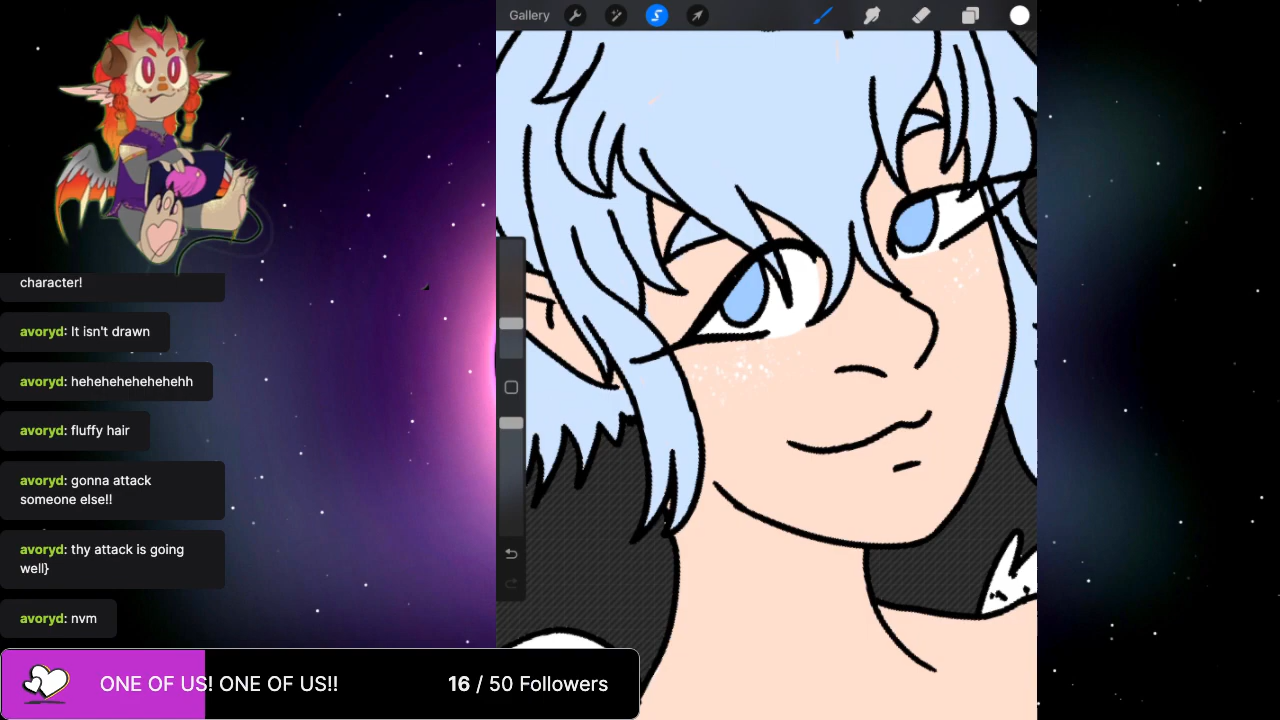 Gallery
character!
avoryd: It isn't drawn
avoryd: hehehehehehehehh
avoryd: fluffy hair
avoryd: gonna attack
someone else!!
avoryd: thy attack is going
well}
avoryd: nvm
ONE OF US! ONE OF US!!
16 / 50 Followers